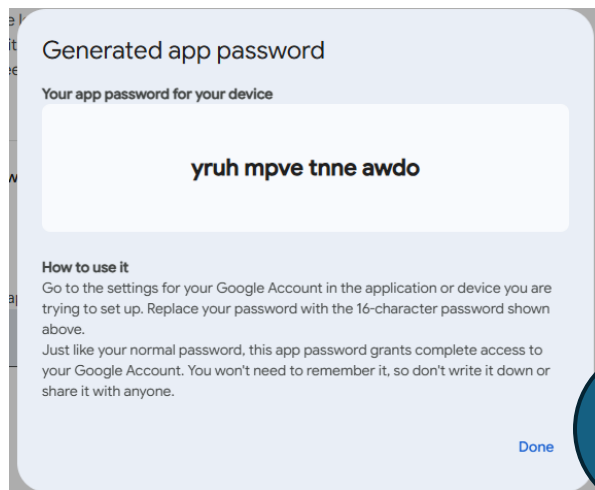 Generated app password
Your app password for your device
yruh mpve tnne awdo
How to use it
Go to the settings for your Google Account in the application or device you are
trying to set up. Replace your password with the 16-character password shown
above.
Just like your normal password, this app password grants complete access to
your Google Account. You won't need to remember it, so don't write it down or
share it with anyone.
Done